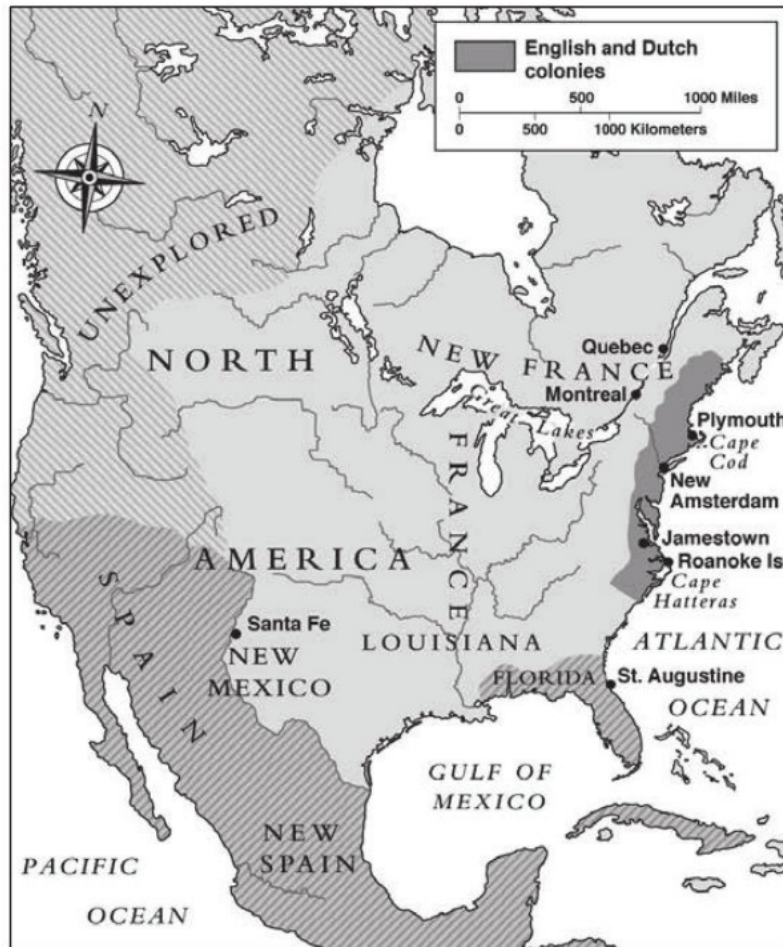 English and Dutch
colonies
0 500 1000 Miles
0 500 1000 Kilometers
N
UNEXPLORED
NORTH
AMERICA
NEW FRANCE
FRANCE
Great Lakes
Quebec
Montreal
Plymouth
Cape
Cod
New
Amsterdam
Jamestown
Roanoke Is
Cape
Hatteras
SPAIN
Santa Fe
NEW
MEXICO
LOUISIANA
FLORIDA
St. Augustine
ATLANTIC
OCEAN
GULF OF
MEXICO
NEW
SPAIN
PACIFIC
OCEAN